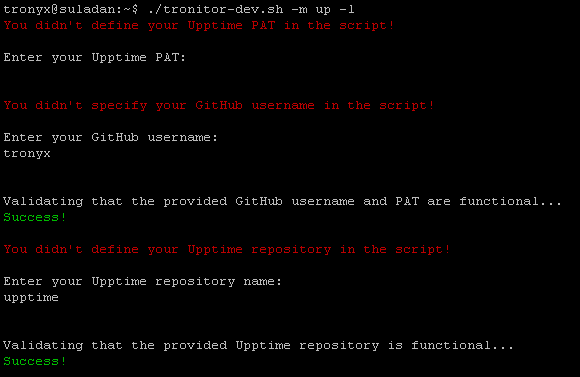 tronyx@suladan:~$ ./tronitor-dev.sh -m up -l
You didn't define your Upptime PAT in the script!
Enter your Upptime PAT:
You didn't specify your GitHub username in the script!
Enter your GitHub username:
tronyx
Validating that the provided GitHub username and PAT are functional...
Success!
You didn't define your Upptime repository in the script!
Enter your Upptime repository name:
upptime
Validating that the provided Upptime repository is functional...
Success!